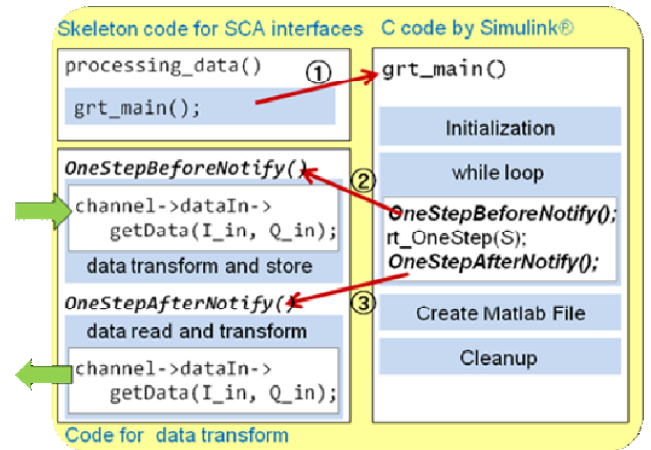 Skeleton code for SCA interfaces
processing_data()
①
grt_main();
OneStepBeforeNotify()
②
channel->dataIn->
getData(I_in, Q_in);
data transform and store
OneStepAfterNotify()
③
data read and transform
channel->dataIn->
getData(I_in, Q_in);
Code for data transform
C code by Simulink®
grt_main()
Initialization
while loop
OneStepBeforeNotify();
rt_OneStep(S);
OneStepAfterNotify();
Create Matlab File
Cleanup